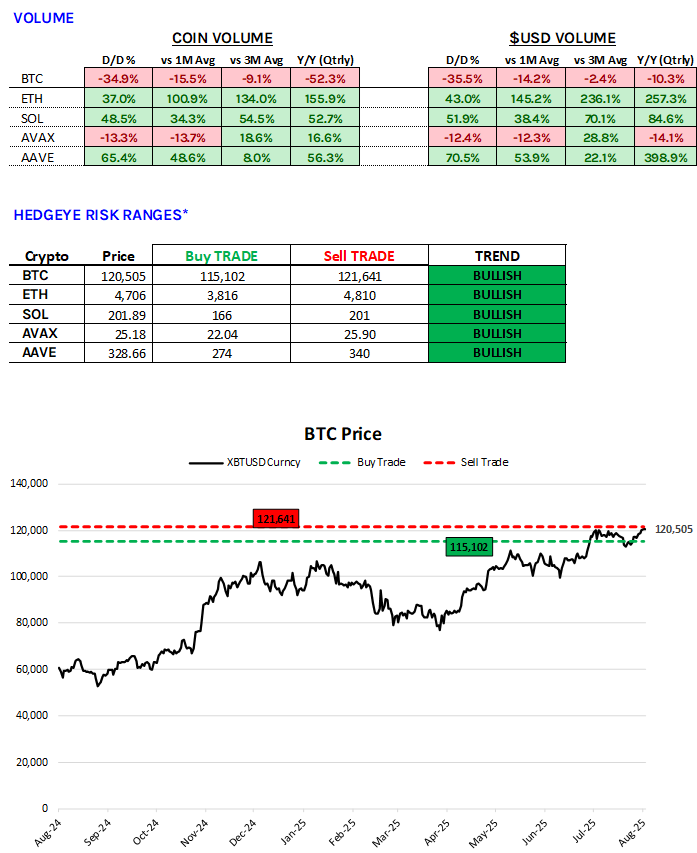 VOLUME
COIN VOLUME $USD VOLUME
D/D % vs 1M Avg vs 3M Avg Y/Y (Qtrly) D/D % vs 1M Avg vs 3M Avg Y/Y (Qtrly)
BTC -34.9% -15.5% -9.1% -52.3% -35.5% -14.2% -2.4% -10.3%
ETH 37.0% 100.9% 134.0% 155.9% 43.0% 145.2% 236.1% 257.3%
SOL 48.5% 34.3% 54.5% 52.7% 51.9% 38.4% 70.1% 84.6%
AVAX -13.3% -13.7% 18.6% 16.6% -12.4% -12.3% 28.8% -14.1%
AAVE 65.4% 48.6% 8.0% 56.3% 70.5% 53.9% 22.1% 398.9%
HEDGEYE RISK RANGES*
Crypto Price Buy TRADE Sell TRADE TREND
BTC 120,505 115,102 121,641 BULLISH
ETH 4,706 3,816 4,810 BULLISH
SOL 201.89 166 201 BULLISH
AVAX 25.18 22.04 25.90 BULLISH
AAVE 328.66 274 340 BULLISH
BTC Price
XBTUSD Curncy Buy Trade Sell Trade
140,000
121,641
120,000
120,505
115,102
100,000
80,000
60,000
40,000
20,000
0
Aug-24 Sep-24 Oct-24 Nov-24 Dec-24 Jan-25 Feb-25 Mar-25 Apr-25 May-25 Jun-25 Jul-25 Aug-25